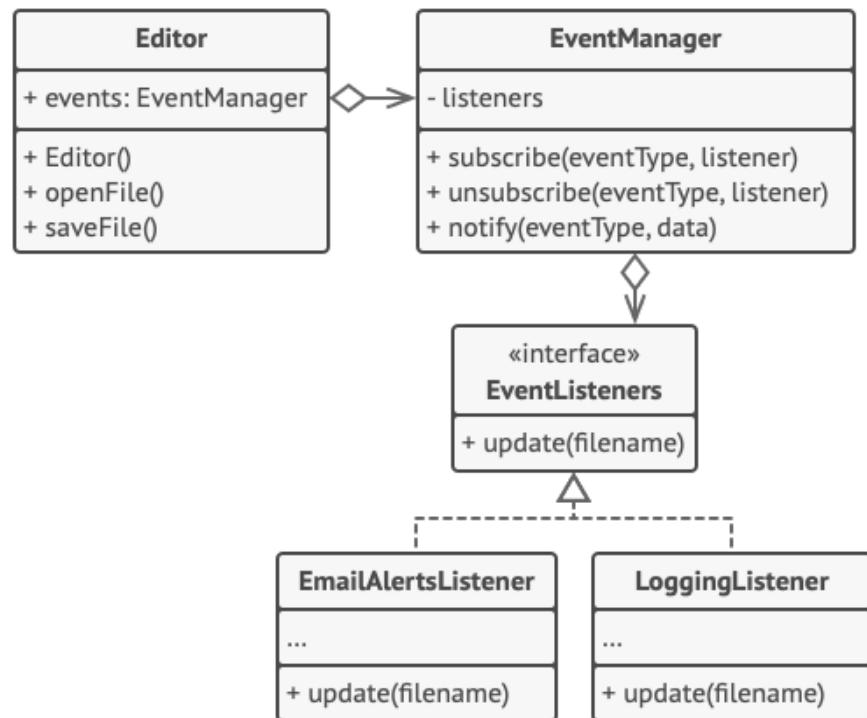 Editor
+ events: EventManager
+ Editor()
+ openFile()
+ saveFile()
EventManager
- listeners
+ subscribe(eventType, listener)
+ unsubscribe(eventType, listener)
+ notify(eventType, data)
«interface»
EventListeners
+ update(filename)
EmailAlertsListener
...
+ update(filename)
LoggingListener
...
+ update(filename)